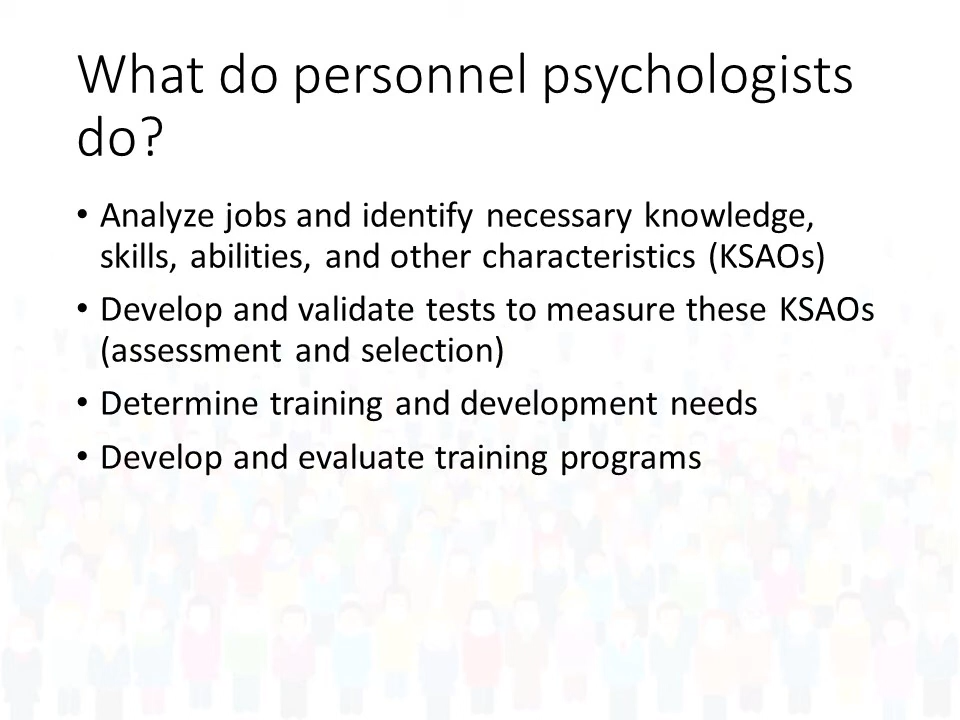 What do personnel psychologists
do?
• Analyze jobs and identify necessary knowledge,
skills, abilities, and other characteristics (KSAOs)
• Develop and validate tests to measure these KSAOs
(assessment and selection)
• Determine training and development needs
• Develop and evaluate training programs